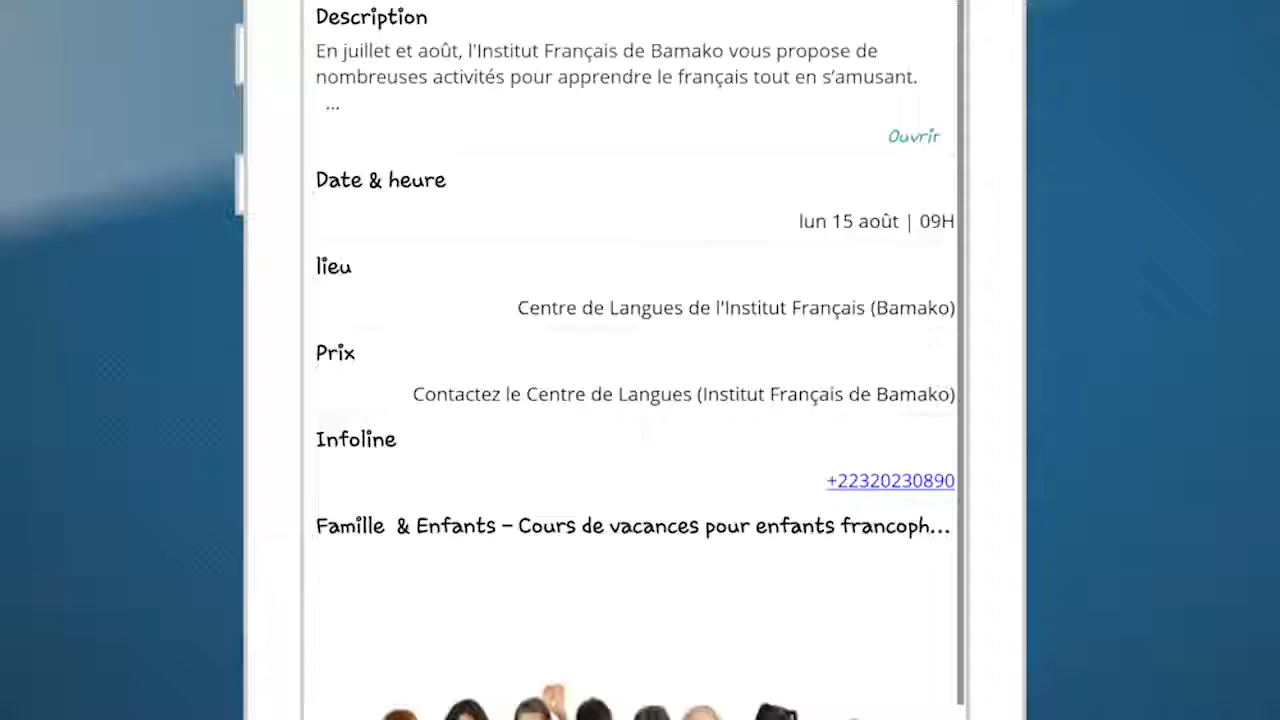 Description
En juillet et août, l'Institut Français de Bamako vous propose de
nombreuses activités pour apprendre le français tout en s’amusant.
...
Ouvrir
Date & heure
lun 15 août | 09H
lieu
Centre de Langues de l'Institut Français (Bamako)
Prix
Contactez le Centre de Langues (Institut Français de Bamako)
Infoline
+22320230890
Famille & Enfants – Cours de vacances pour enfants francoph...